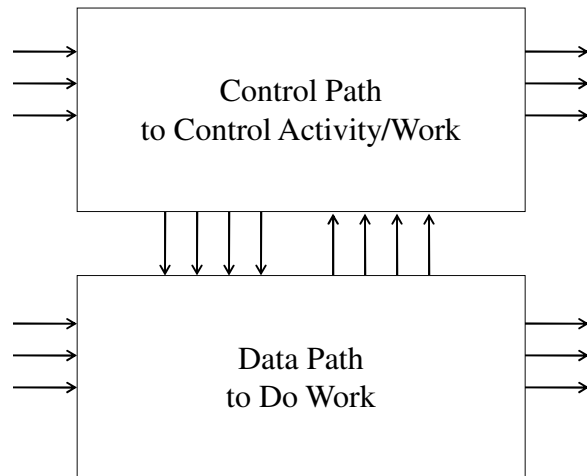 Control Path
to Control Activity/Work
Data Path
to Do Work